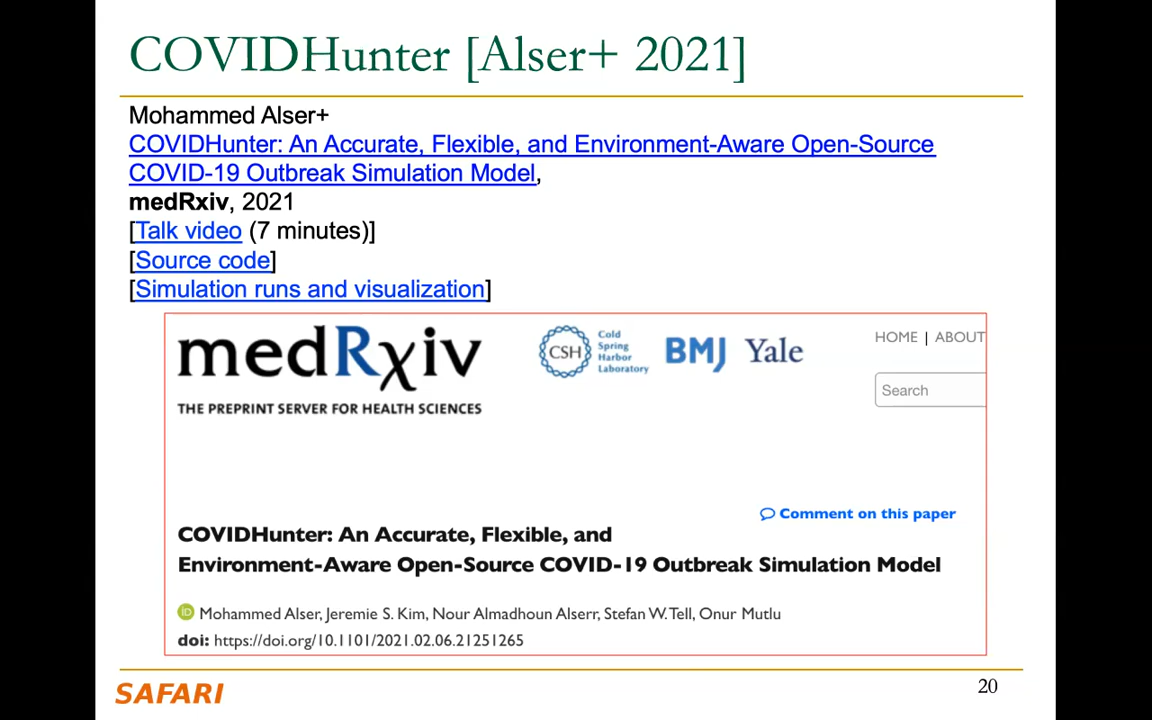 COVIDHunter [Alser+ 2021]
Mohammed Alser+
COVIDHunter: An Accurate, Flexible, and Environment-Aware Open-Source
COVID-19 Outbreak Simulation Model,
medRxiv, 2021
[Talk video (7 minutes)]
[Source code]
[Simulation runs and visualization]
medRxiv
THE PREPRINT SERVER FOR HEALTH SCIENCES
CSH
Cold
Spring
Harbor
Laboratory
BMJ
Yale
HOME | ABOUT
Search
Comment on this paper
COVIDHunter: An Accurate, Flexible, and
Environment-Aware Open-Source COVID-19 Outbreak Simulation Model
iD Mohammed Alser, Jeremie S. Kim, Nour Almadhoun Alserr, Stefan W. Tell, Onur Mutlu
doi: https://doi.org/10.1101/2021.02.06.21251265
SAFARI
20